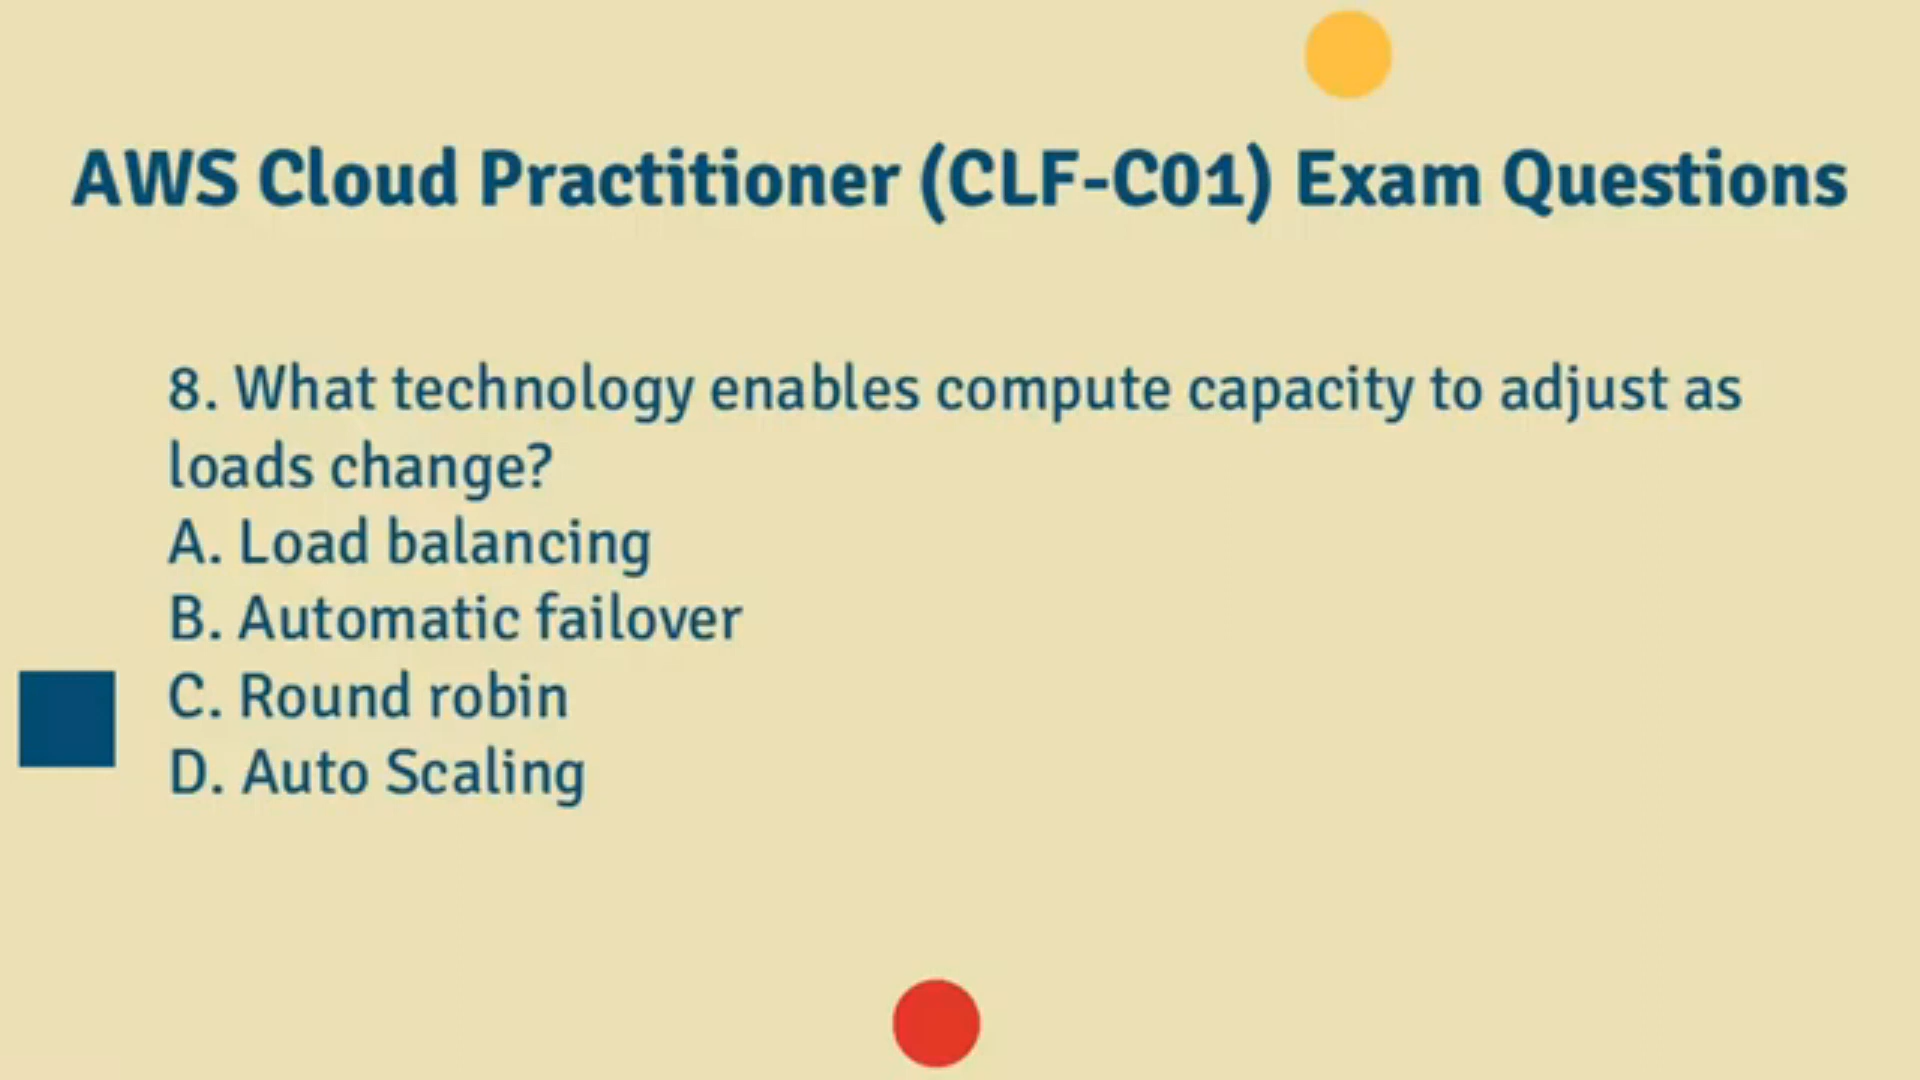 AWS Cloud Practitioner (CLF-C01) Exam Questions
8. What technology enables compute capacity to adjust as
loads change?
A. Load balancing
B. Automatic failover
C. Round robin
D. Auto Scaling